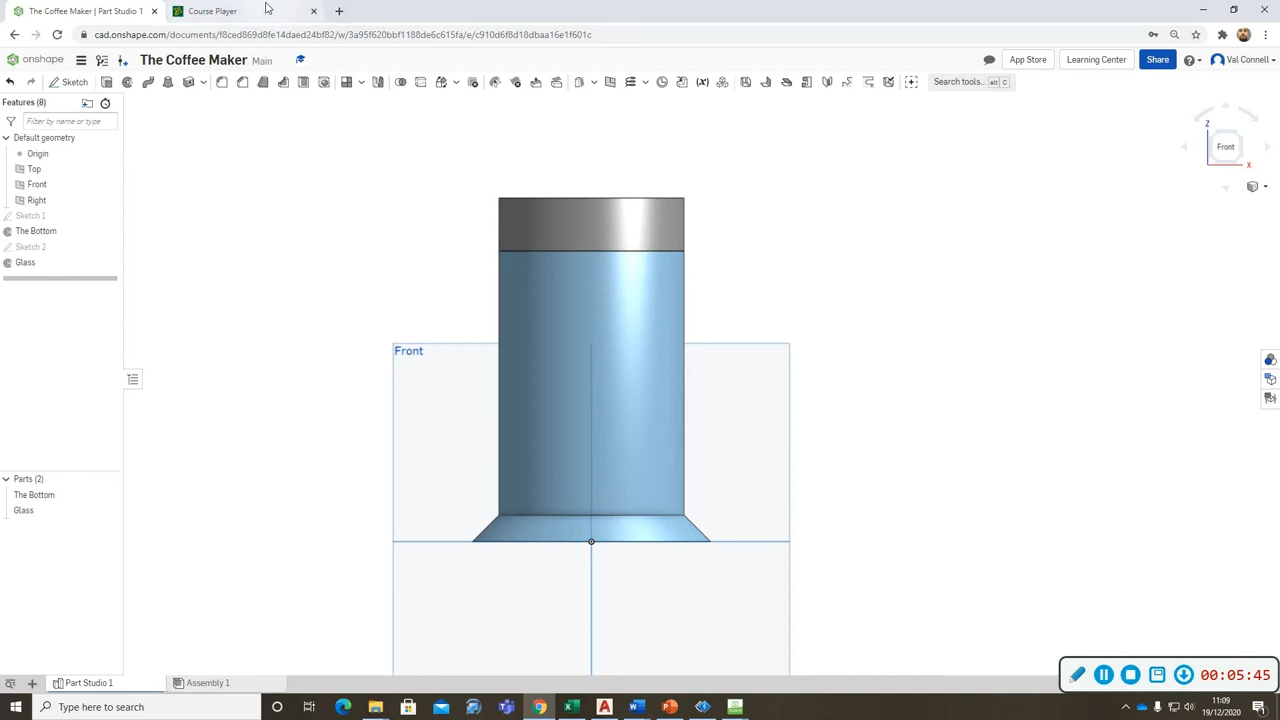 The Coffee Maker | Part Studio 1
Course Player
cad.onshape.com/documents/f8ced869d8fe14daed24bf82/w/3a95f620bbf1188de6c615fa/e/c910d6f8d18dbaa16e1f601c
onshape
The Coffee Maker Main
App Store
Learning Center
Share
Val Connell
Sketch
Search tools... alt C
Features (8)
Filter by name or type
Default geometry
Origin
Top
Front
Right
Sketch 1
The Bottom
Sketch 2
Glass
Front
Z
Front
X
Parts (2)
The Bottom
Glass
Part Studio 1
Assembly 1
00:05:45
Type here to search
11:09
19/12/2020